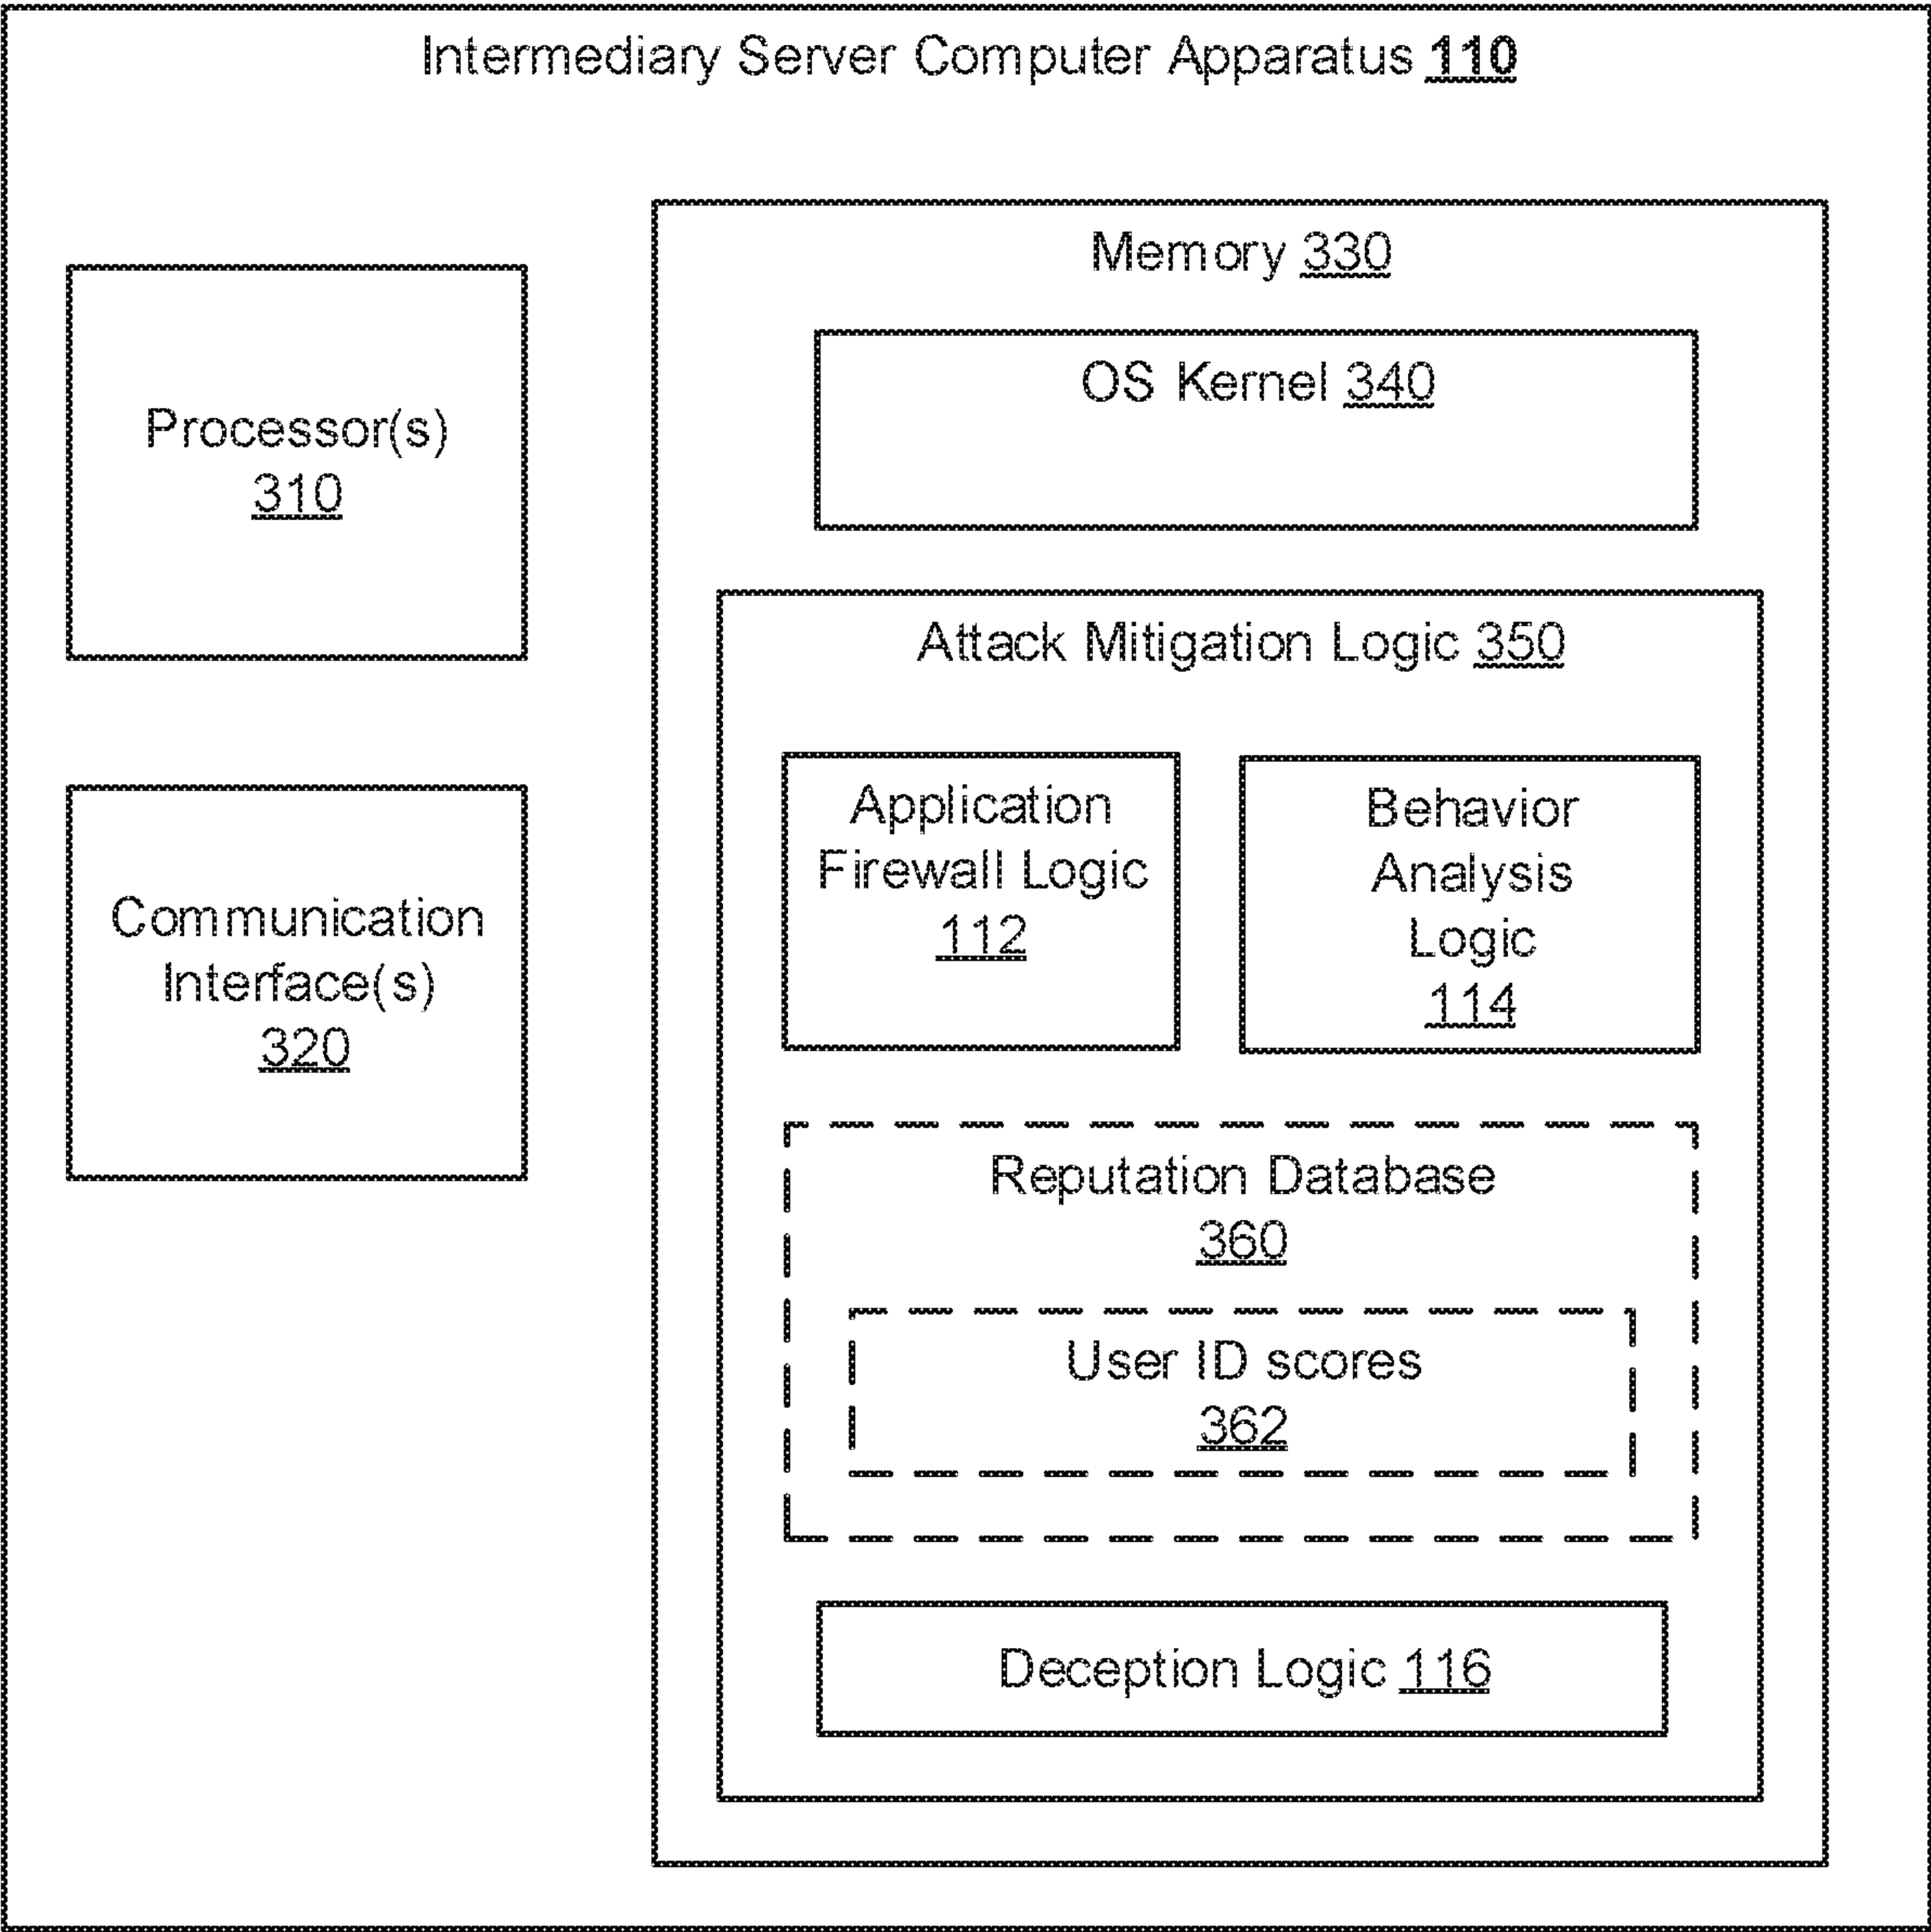 Intermediary Server Computer Apparatus 110
Memory 330
OS Kernel 340
Processor(s)
310
Attack Mitigation Logic 350
Communication
Interface(s)
320
Application
Firewall Logic
112
Behavior
Analysis
Logic
114
Reputation Database
360
User ID scores
362
Deception Logic 116